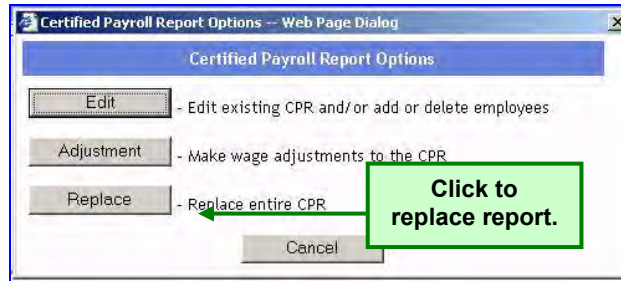 Certified Payroll Report Options -- Web Page Dialog
Certified Payroll Report Options
Edit - Edit existing CPR and/or add or delete employees
Adjustment - Make wage adjustments to the CPR
Replace - Replace entire CPR
Click to
replace report.
Cancel